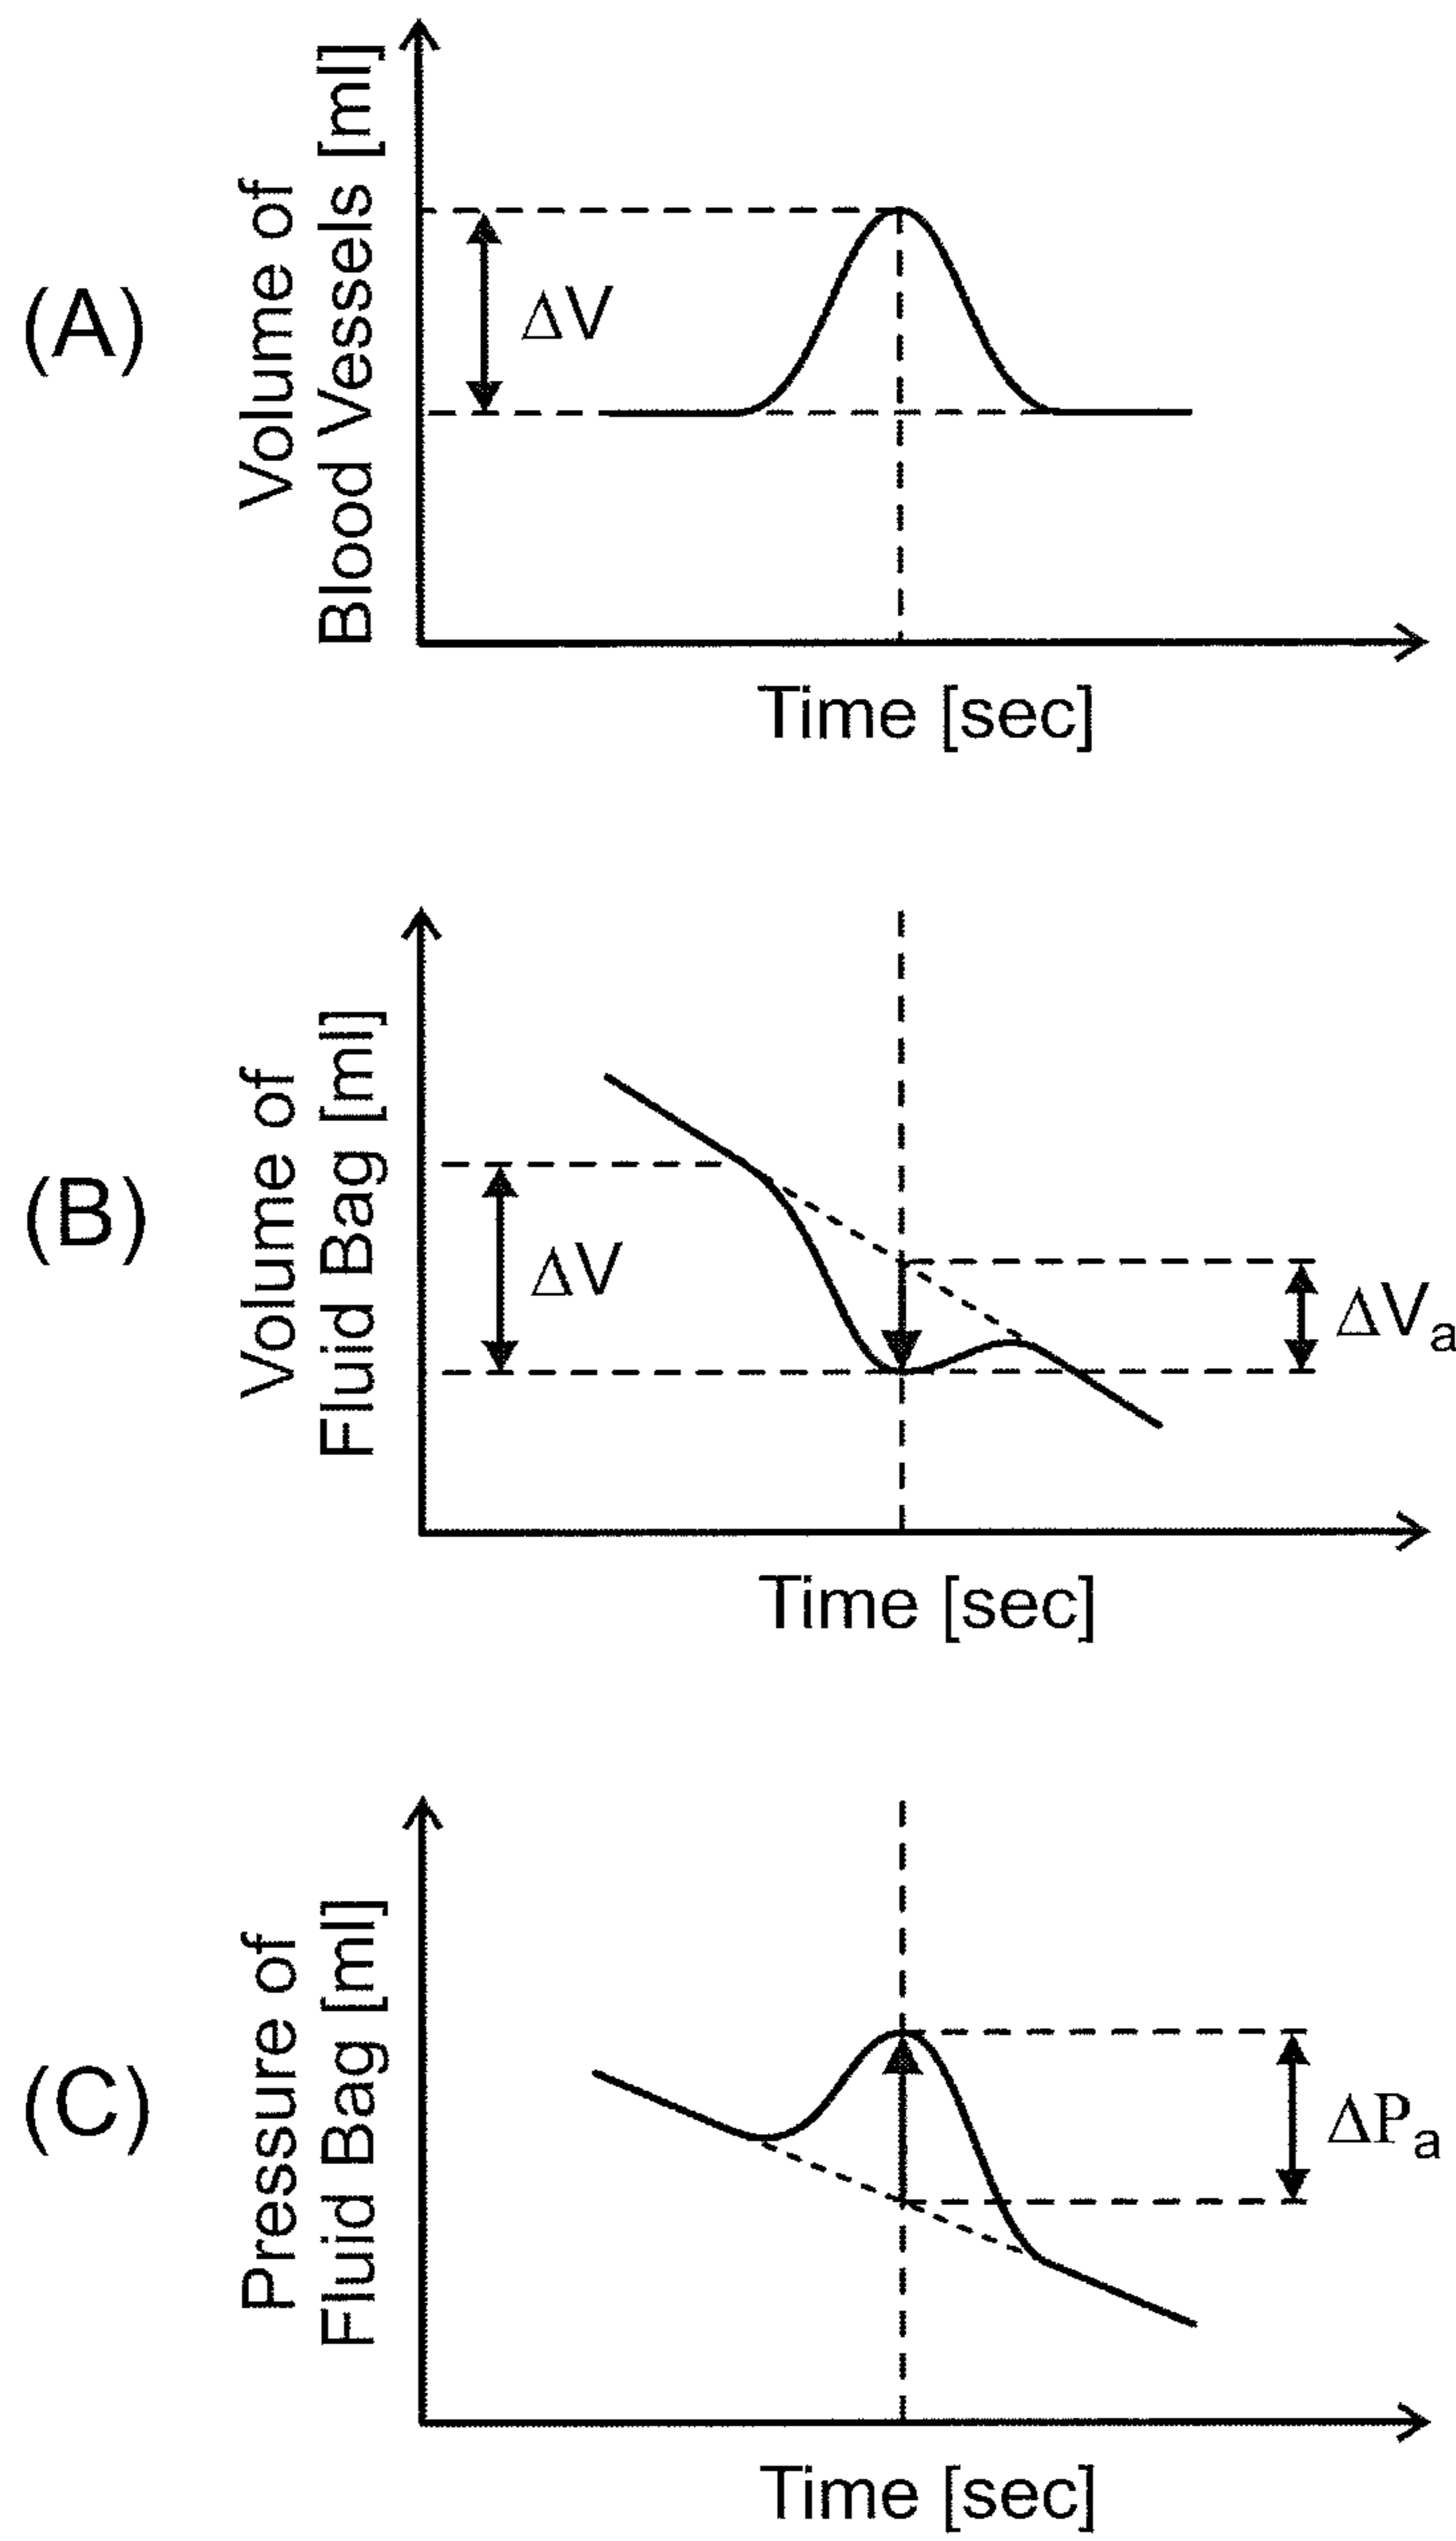 (A)
Volume of
Blood Vessels [ml]
ΔV
Time [sec]
(B)
Volume of
Fluid Bag [ml]
ΔV
ΔVa
Time [sec]
(C)
Pressure of
Fluid Bag [ml]
ΔPa
Time [sec]